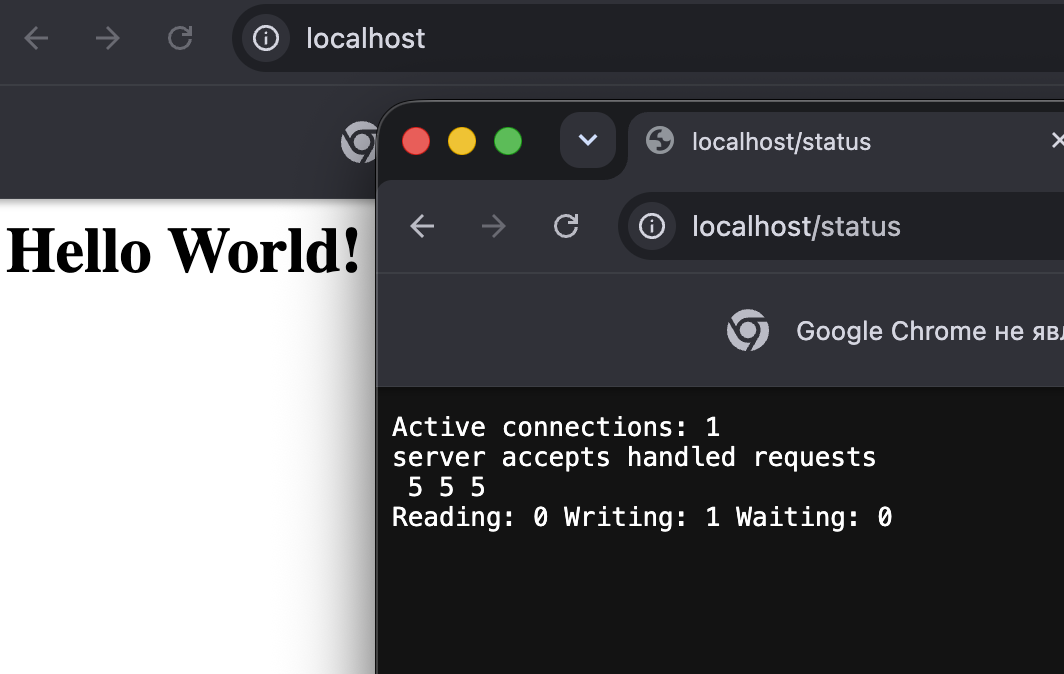 localhost
Hello World!
localhost/status
localhost/status
Google Chrome не
Active connections: 1
server accepts handled requests
5 5 5
Reading: 0 Writing: 1 Waiting: 0